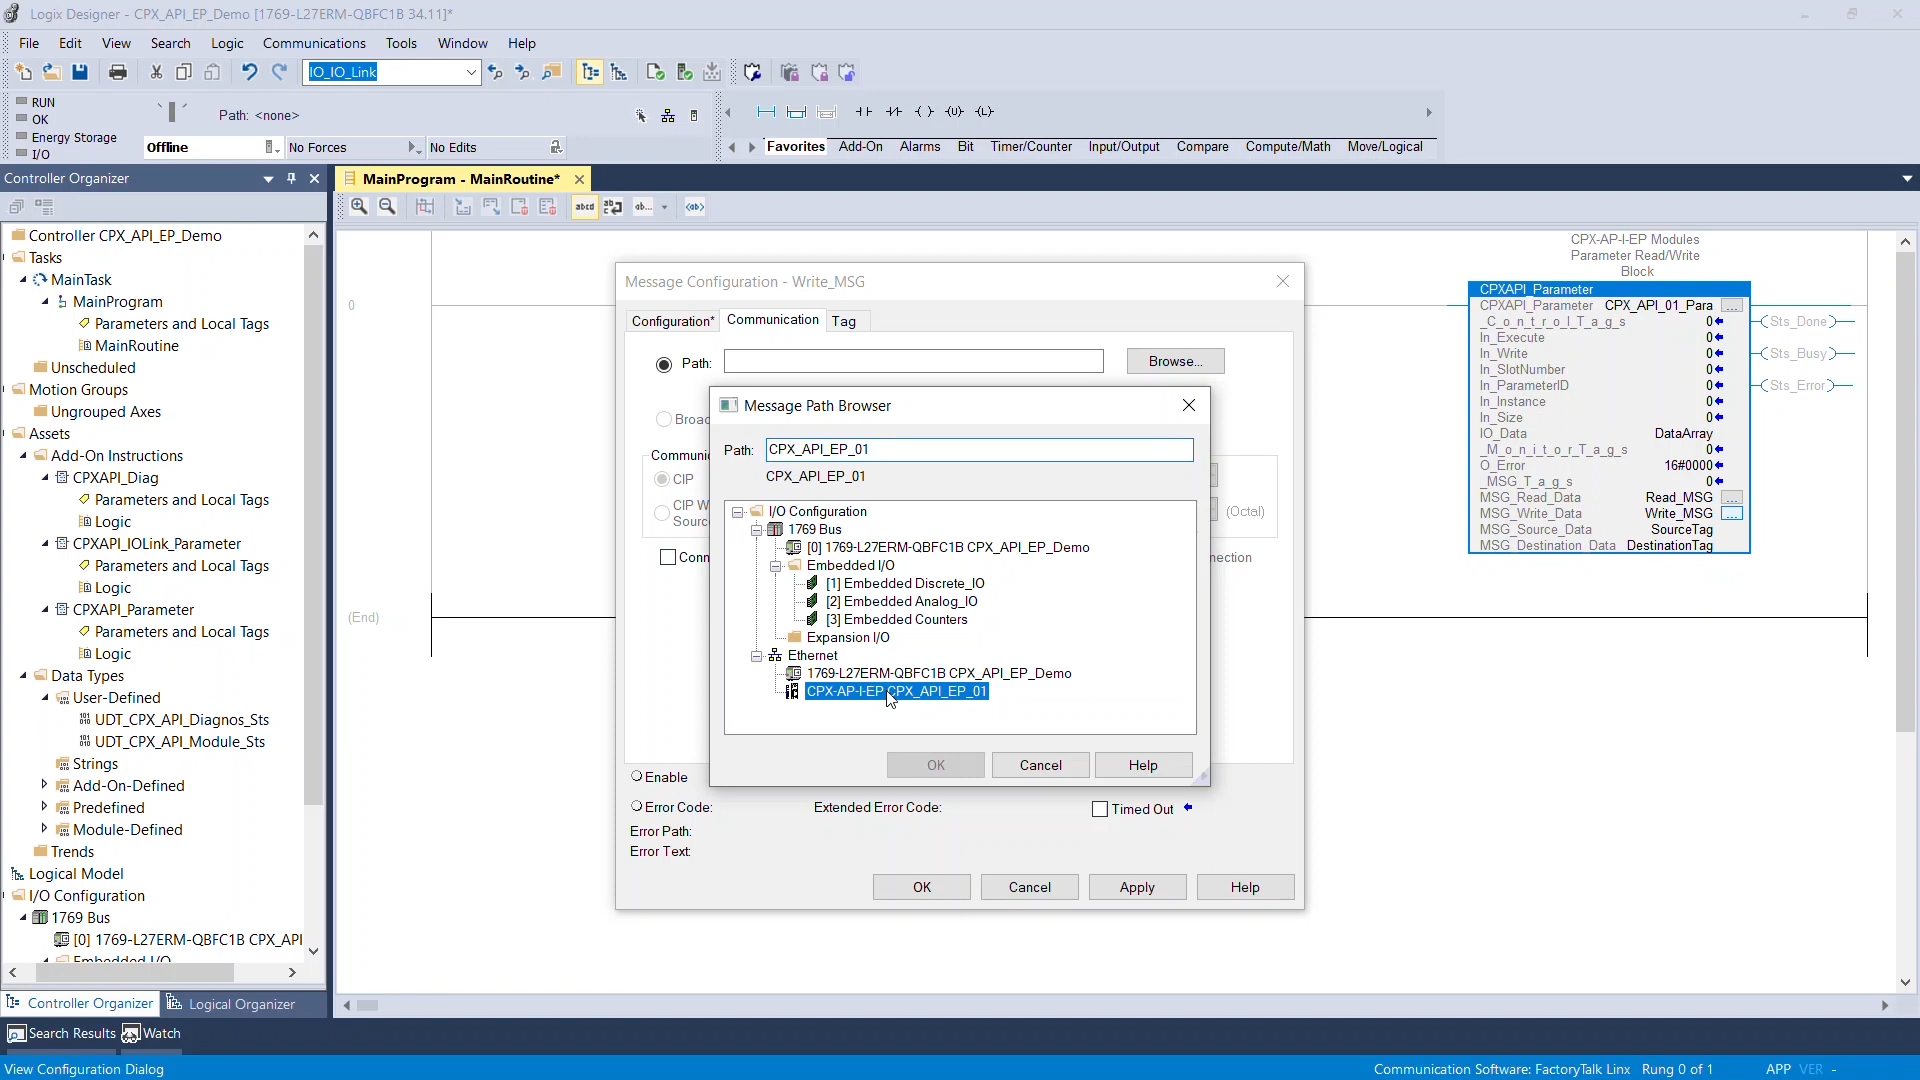 Logix Designer - CPX_API_EP_Demo [1769-L27ERM-QBFC1B 34.11]*
File Edit View Search Logic Communications Tools Window Help
IO_IO_Link
RUN
OK
Energy Storage
I/O
Path: <none>
Offline No Forces No Edits
Favorites Add-On Alarms Bit Timer/Counter Input/Output Compare Compute/Math Move/Logical
Controller Organizer
MainProgram - MainRoutine*
Controller CPX_API_EP_Demo
Tasks
MainTask
MainProgram
Parameters and Local Tags
MainRoutine
Unscheduled
Motion Groups
Ungrouped Axes
Assets
Add-On Instructions
CPXAPI_Diag
Parameters and Local Tags
Logic
CPXAPI_IOLink_Parameter
Parameters and Local Tags
Logic
CPXAPI_Parameter
Parameters and Local Tags
Logic
Data Types
User-Defined
UDT_CPX_API_Diagnos_Sts
UDT_CPX_API_Module_Sts
Strings
Add-On-Defined
Predefined
Module-Defined
Trends
Logical Model
I/O Configuration
1769 Bus
[0] 1769-L27ERM-QBFC1B CPX_API
Embedded I/O
Controller Organizer Logical Organizer
Search Results Watch
View Configuration Dialog
0
(End)
Message Configuration - Write_MSG
Configuration* Communication Tag
Path: Browse...
Broad
Communi
CIP
CIP W
Source
(Octal)
Conn
nection
Enable
Error Code: Extended Error Code: Timed Out
Error Path:
Error Text:
OK Cancel Apply Help
Message Path Browser
Path: CPX_API_EP_01
CPX_API_EP_01
I/O Configuration
1769 Bus
[0] 1769-L27ERM-QBFC1B CPX_API_EP_Demo
Embedded I/O
[1] Embedded Discrete_IO
[2] Embedded Analog_IO
[3] Embedded Counters
Expansion I/O
Ethernet
1769-L27ERM-QBFC1B CPX_API_EP_Demo
CPX-AP-I-EP CPX_API_EP_01
OK Cancel Help
CPX-AP-I-EP Modules
Parameter Read/Write
Block
CPXAPI_Parameter
CPXAPI_Parameter CPX_API_01_Para ...
_C_o_n_t_r_o_l_T_a_g_s 0
In_Execute 0
In_Write 0
In_SlotNumber 0
In_ParameterID 0
In_Instance 0
In_Size 0
IO_Data DataArray
_M_o_n_i_t_o_r_T_a_g_s 0
O_Error 16#0000
_MSG_T_a_g_s 0
MSG_Read_Data Read_MSG ...
MSG_Write_Data Write_MSG ...
MSG_Source_Data SourceTag
MSG_Destination_Data DestinationTag
Sts_Done
Sts_Busy
Sts_Error
Communication Software: FactoryTalk Linx Rung 0 of 1 APP VER -